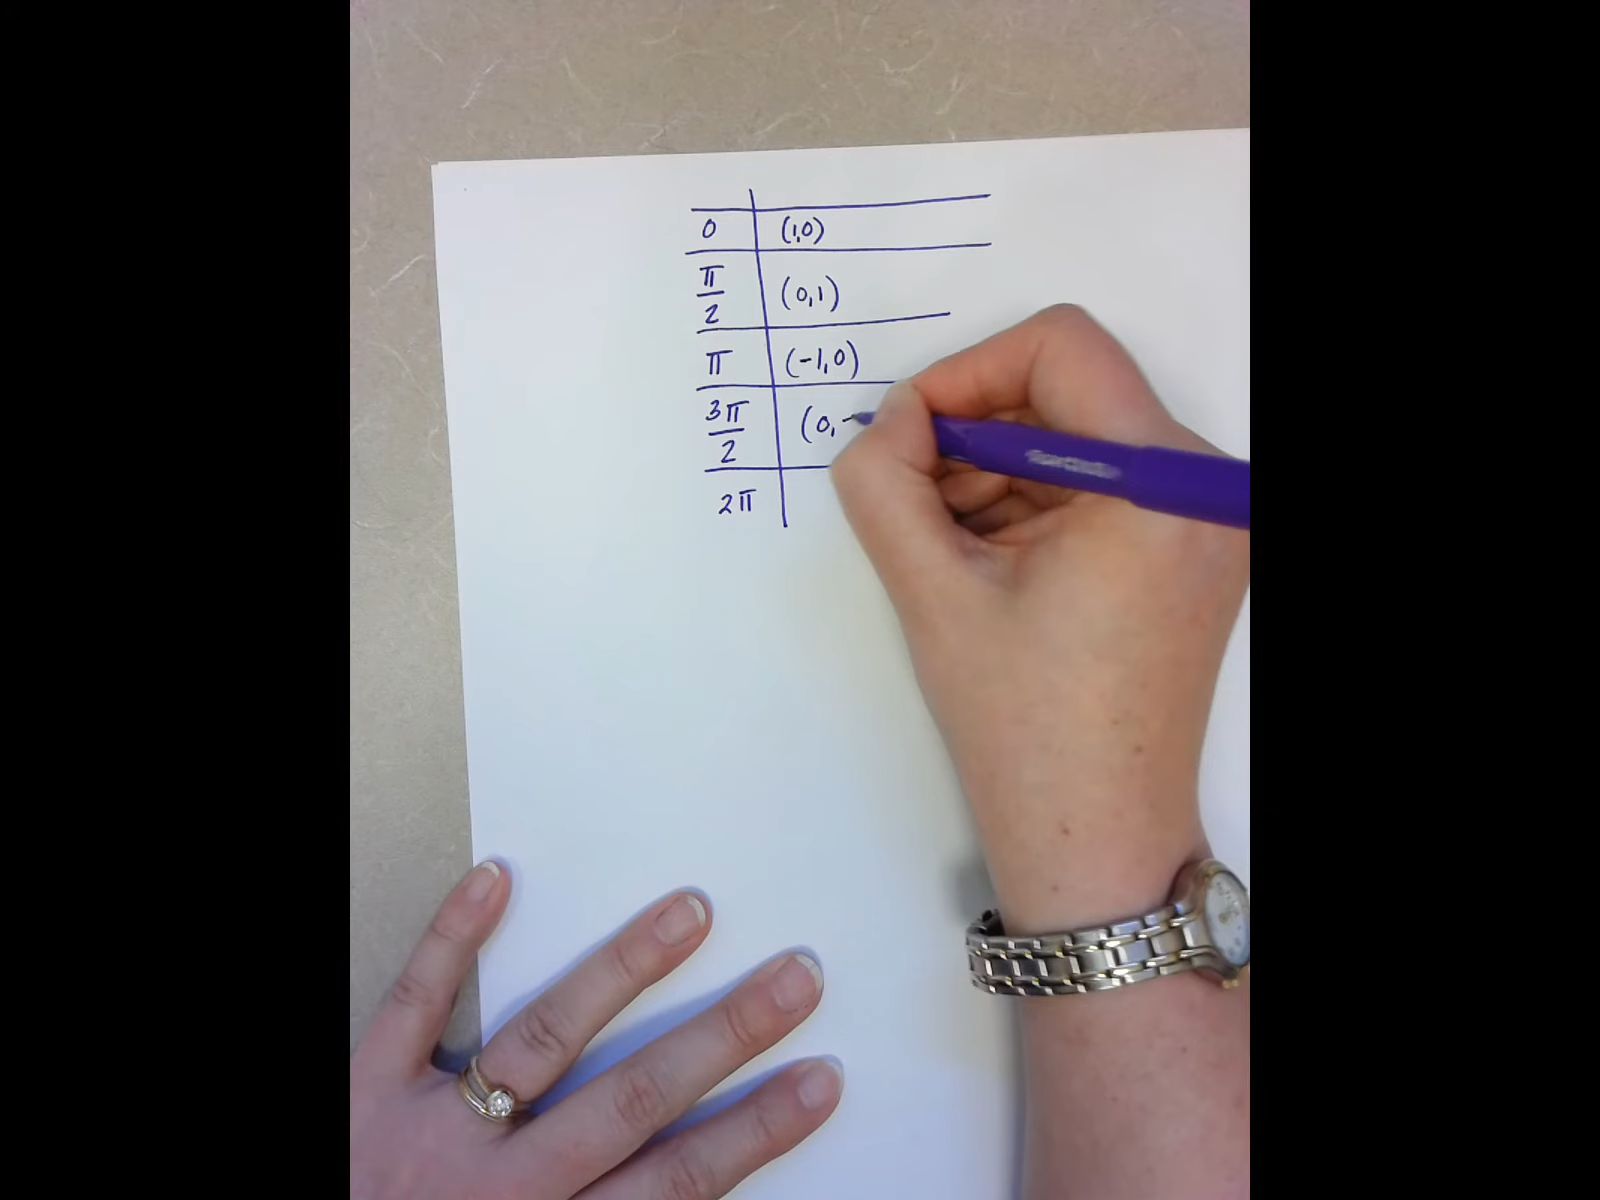 0 (1,0)
π/2 (0,1)
π (-1,0)
3π/2 (0,-
2π